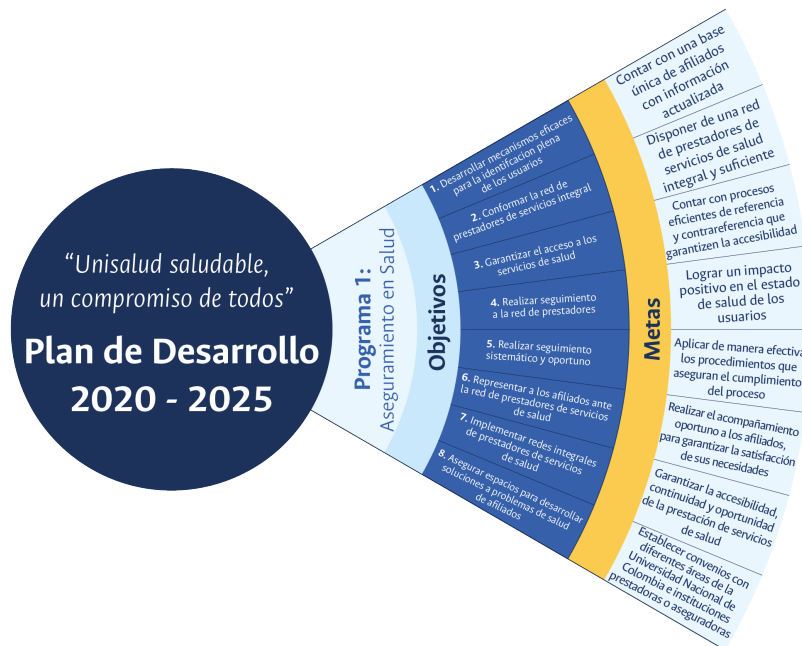 “Unisalud saludable,
un compromiso de todos”
Plan de Desarrollo
2020 - 2025
Programa 1:
Aseguramiento en Salud
Objetivos
1. Desarrollar mecanismos eficaces
para la identifcacion plena
de los usuarios
2. Conformar la red de
prestadores de servicios integral
3. Garantizar el acceso a los
servicios de salud
4. Realizar seguimiento
a la red de prestadores
5. Realizar seguimiento
sistemático y oportuno
6. Representar a los afiliados ante
la red de prestadores de servicios
de salud
7. Implementar redes integrales
de prestadores de servicios
de salud
8. Asegurar espacios para desarrollar
soluciones a problemas de salud
de afiliados
Metas
Contar con una base
única de afiliados
con información
actualizada
Disponer de una red
de prestadores de
servicios de salud
integral y suficiente
Contar con procesos
eficientes de referencia
y contrareferencia que
garantizen la accesibilidad
Lograr un impacto
positivo en el estado
de salud de los
usuarios
Aplicar de manera efectiva
los procedimientos que
aseguran el cumplimiento
del proceso
Realizar el acompañamiento
oportuno a los afiliados,
para garantizar la satisfacción
de sus necesidades
Garantizar la accesibilidad,
continuidad y oportunidad
de la prestación de servicios
de salud
Establecer convenios con
diferentes áreas de la
Universidad Nacional de
Colombia e instituciones
prestadoras o aseguradoras